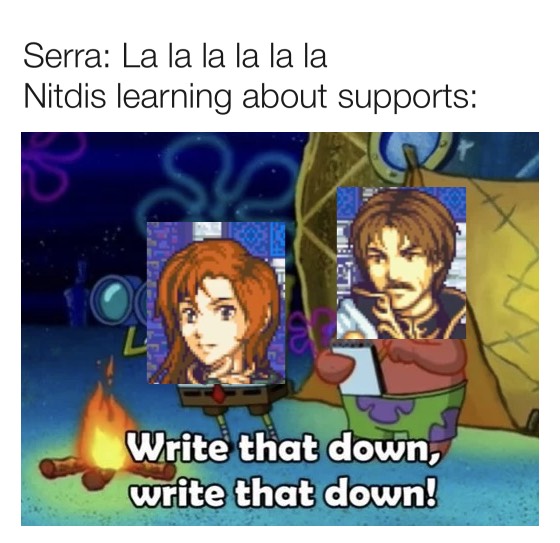 Serra: La la la la la la
Nitdis learning about supports:
Write that down,
write that down!